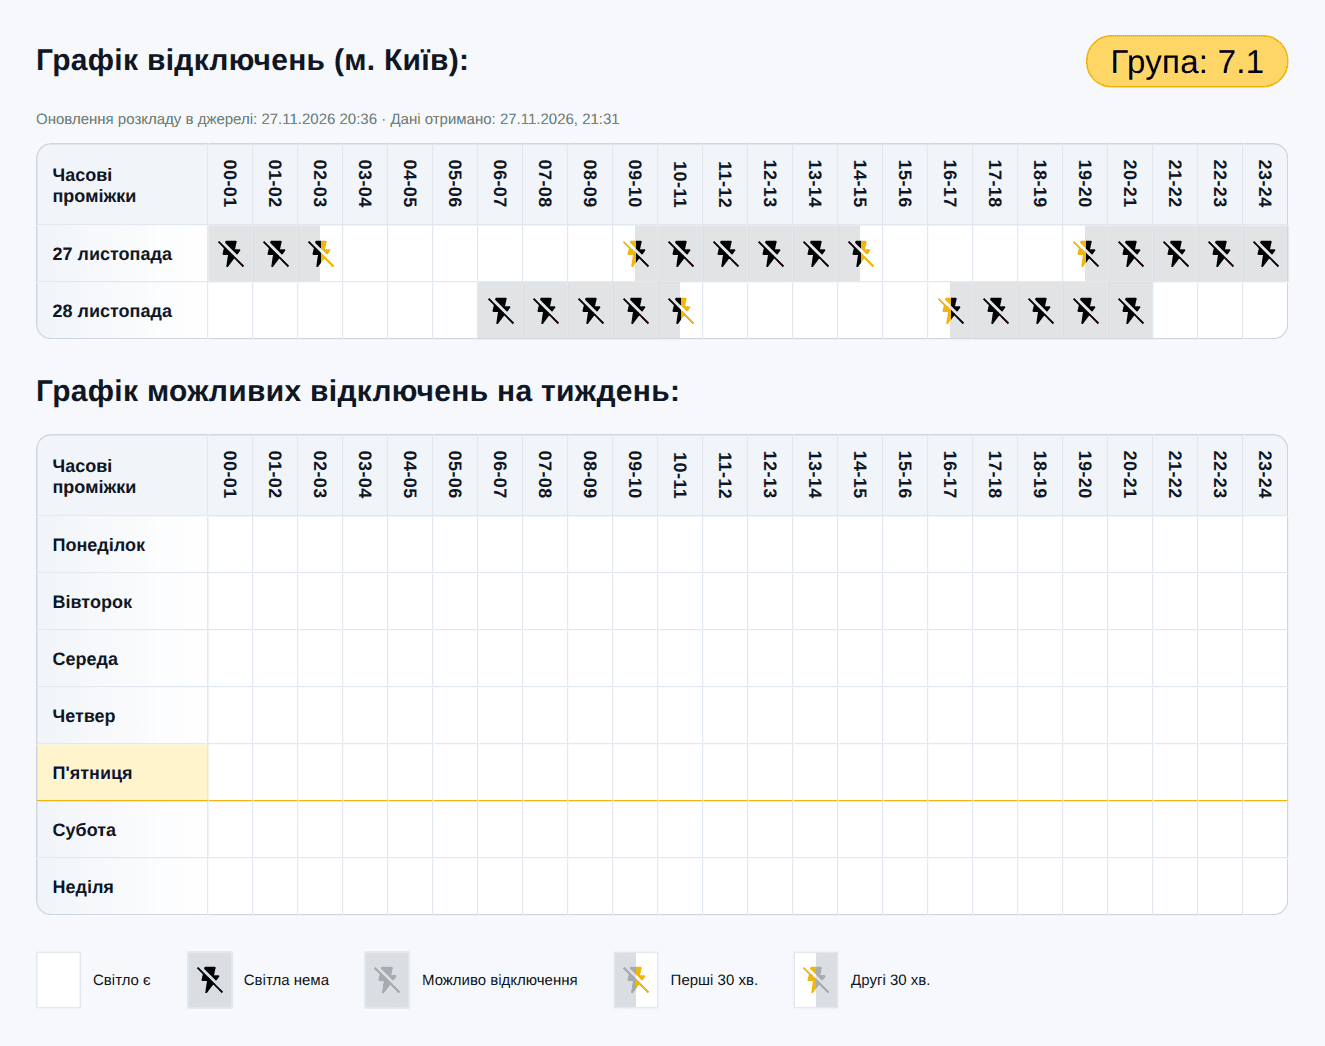 Графік відключень (м. Київ):
Група: 7.1
Оновлення розкладу в джерелі: 27.11.2026 20:36 · Дані отримано: 27.11.2026, 21:31
Часові проміжки 00-01 01-02 02-03 03-04 04-05 05-06 06-07 07-08 08-09 09-10 10-11 11-12 12-13 13-14 14-15 15-16 16-17 17-18 18-19 19-20 20-21 21-22 22-23 23-24
27 листопада
28 листопада
Графік можливих відключень на тиждень:
Часові проміжки 00-01 01-02 02-03 03-04 04-05 05-06 06-07 07-08 08-09 09-10 10-11 11-12 12-13 13-14 14-15 15-16 16-17 17-18 18-19 19-20 20-21 21-22 22-23 23-24
Понеділок
Вівторок
Середа
Четвер
П'ятниця
Субота
Неділя
Світло є Світла нема Можливо відключення Перші 30 хв. Другі 30 хв.